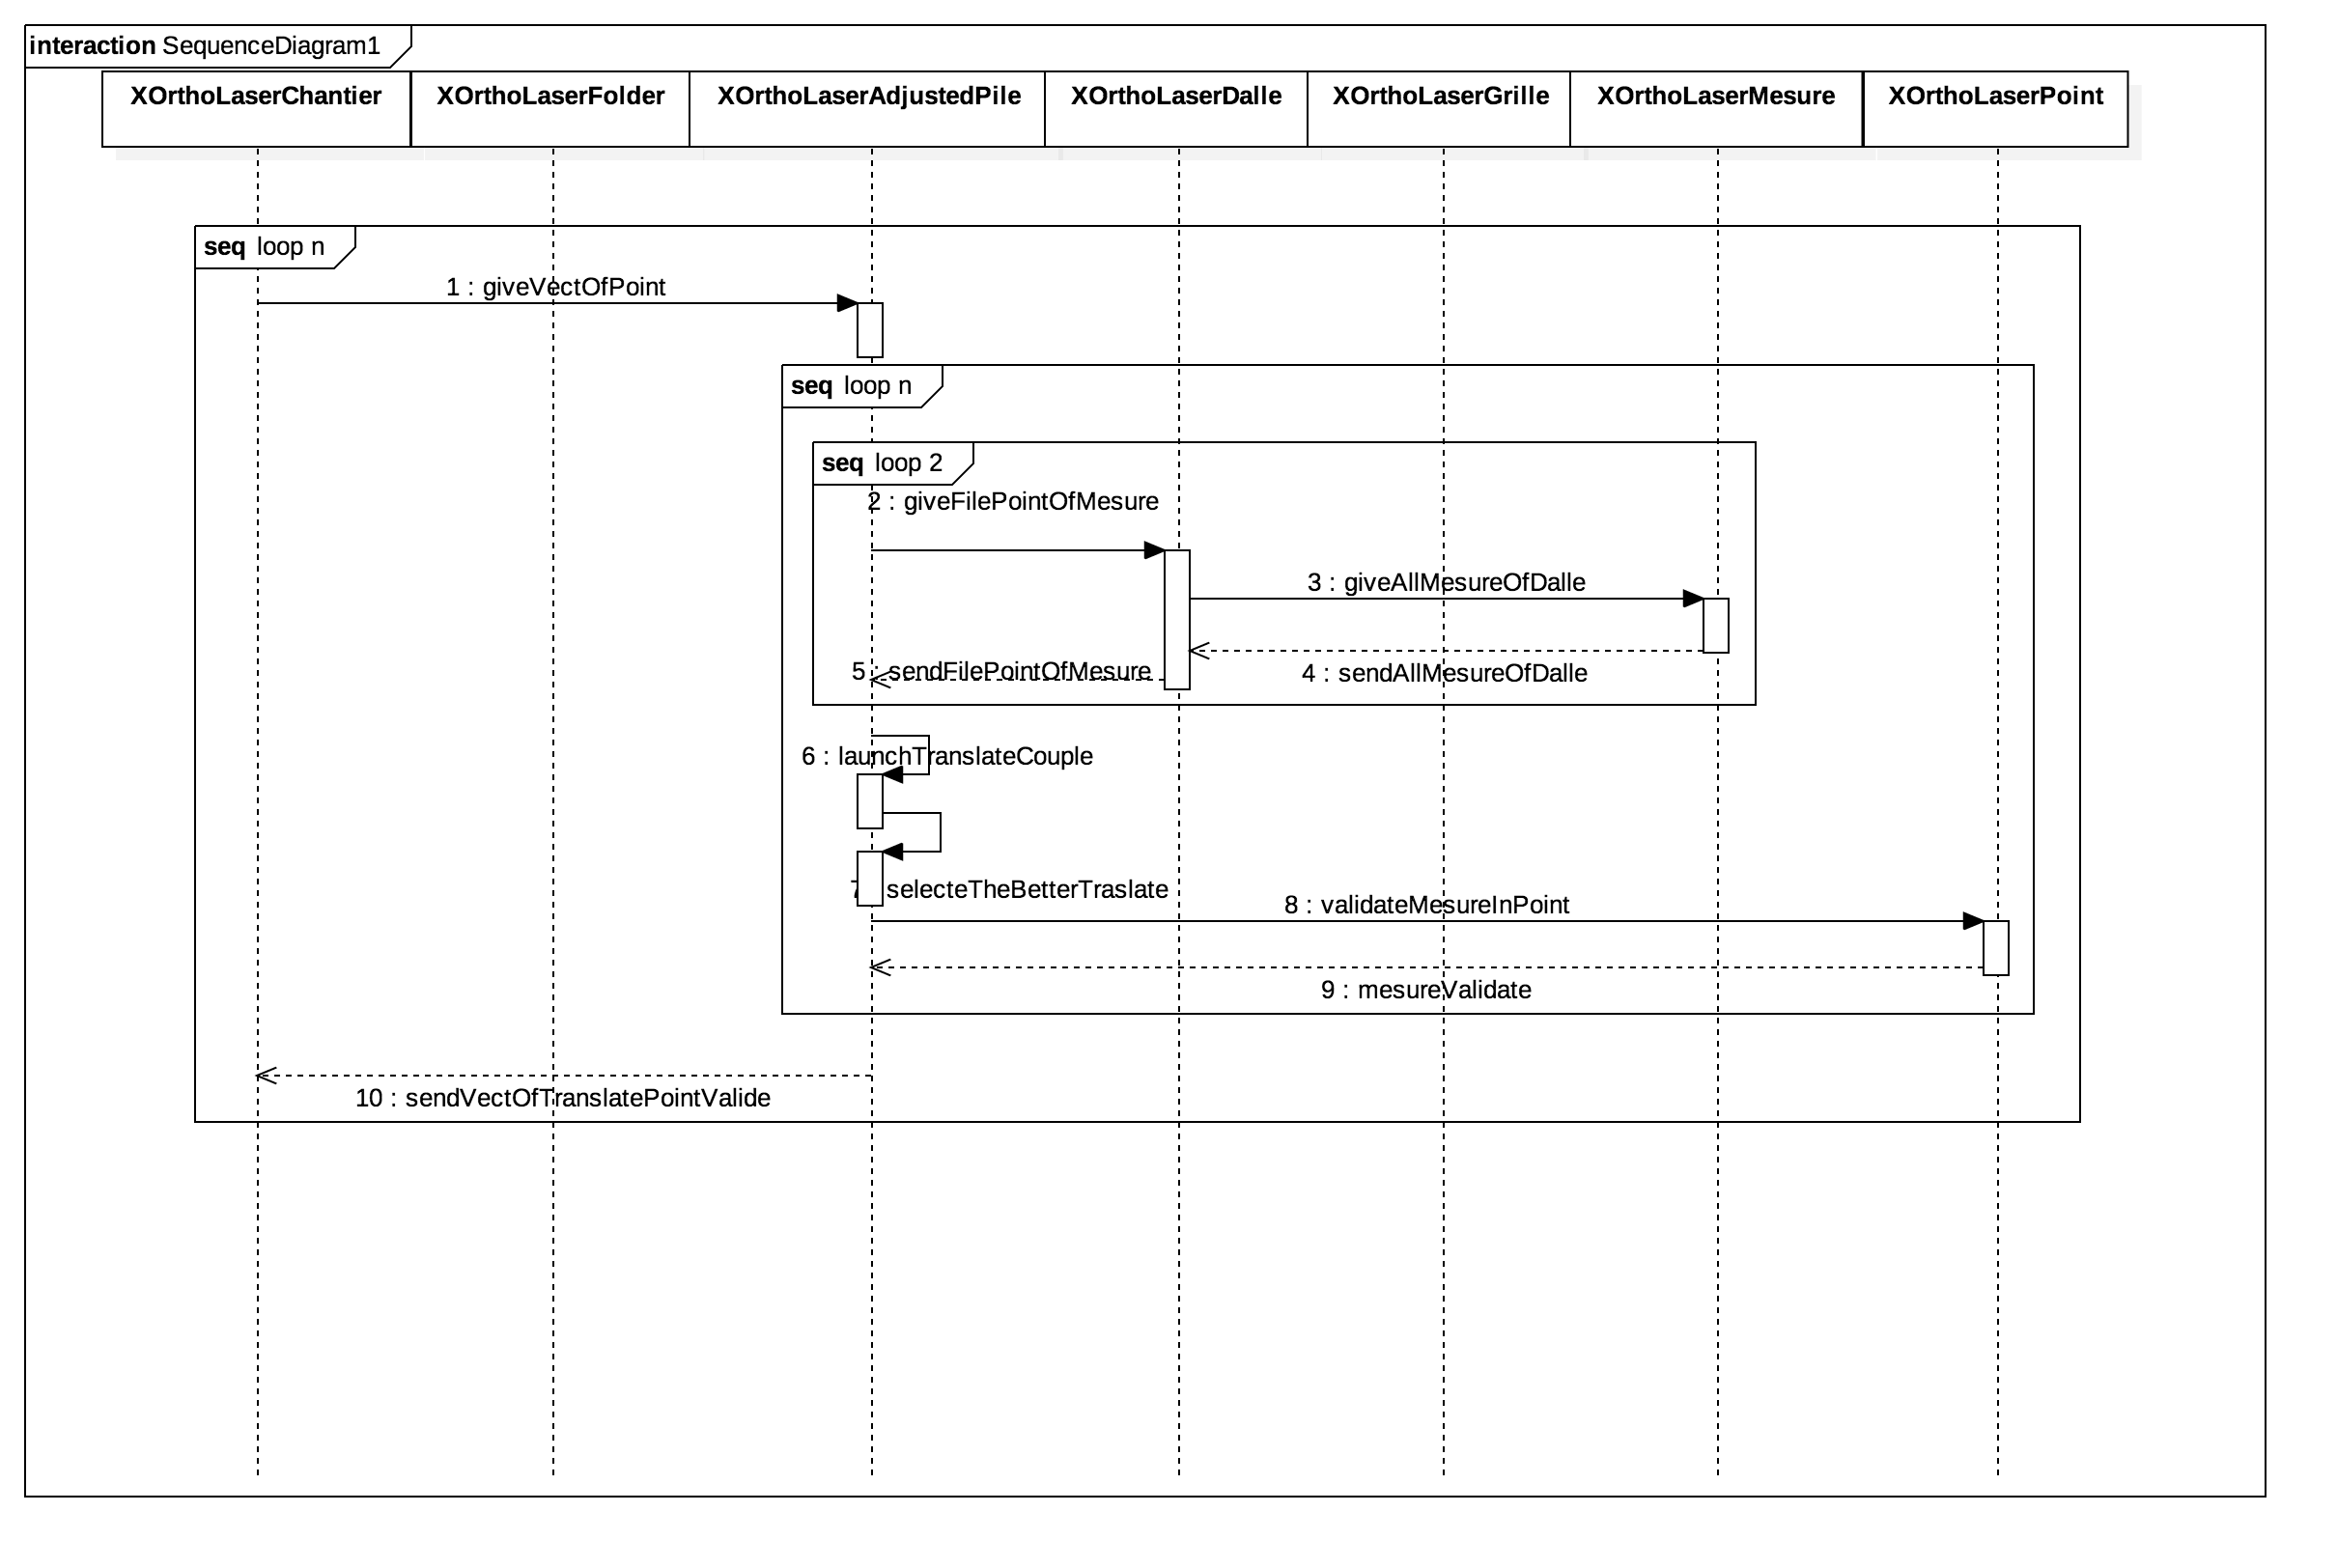 interaction SequenceDiagram1
XOrthoLaserChantier
XOrthoLaserFolder
XOrthoLaserAdjustedPile
XOrthoLaserDalle
XOrthoLaserGrille
XOrthoLaserMesure
XOrthoLaserPoint
seq loop n
1 : giveVectOfPoint
seq loop n
seq loop 2
2 : giveFilePointOfMesure
3 : giveAllMesureOfDalle
5 : sendFilePointOfMesure
4 : sendAllMesureOfDalle
6 : launchTranslateCouple
7 selecteTheBetterTraslate
8 : validateMesureInPoint
9 : mesureValidate
10 : sendVectOfTranslatePointValide